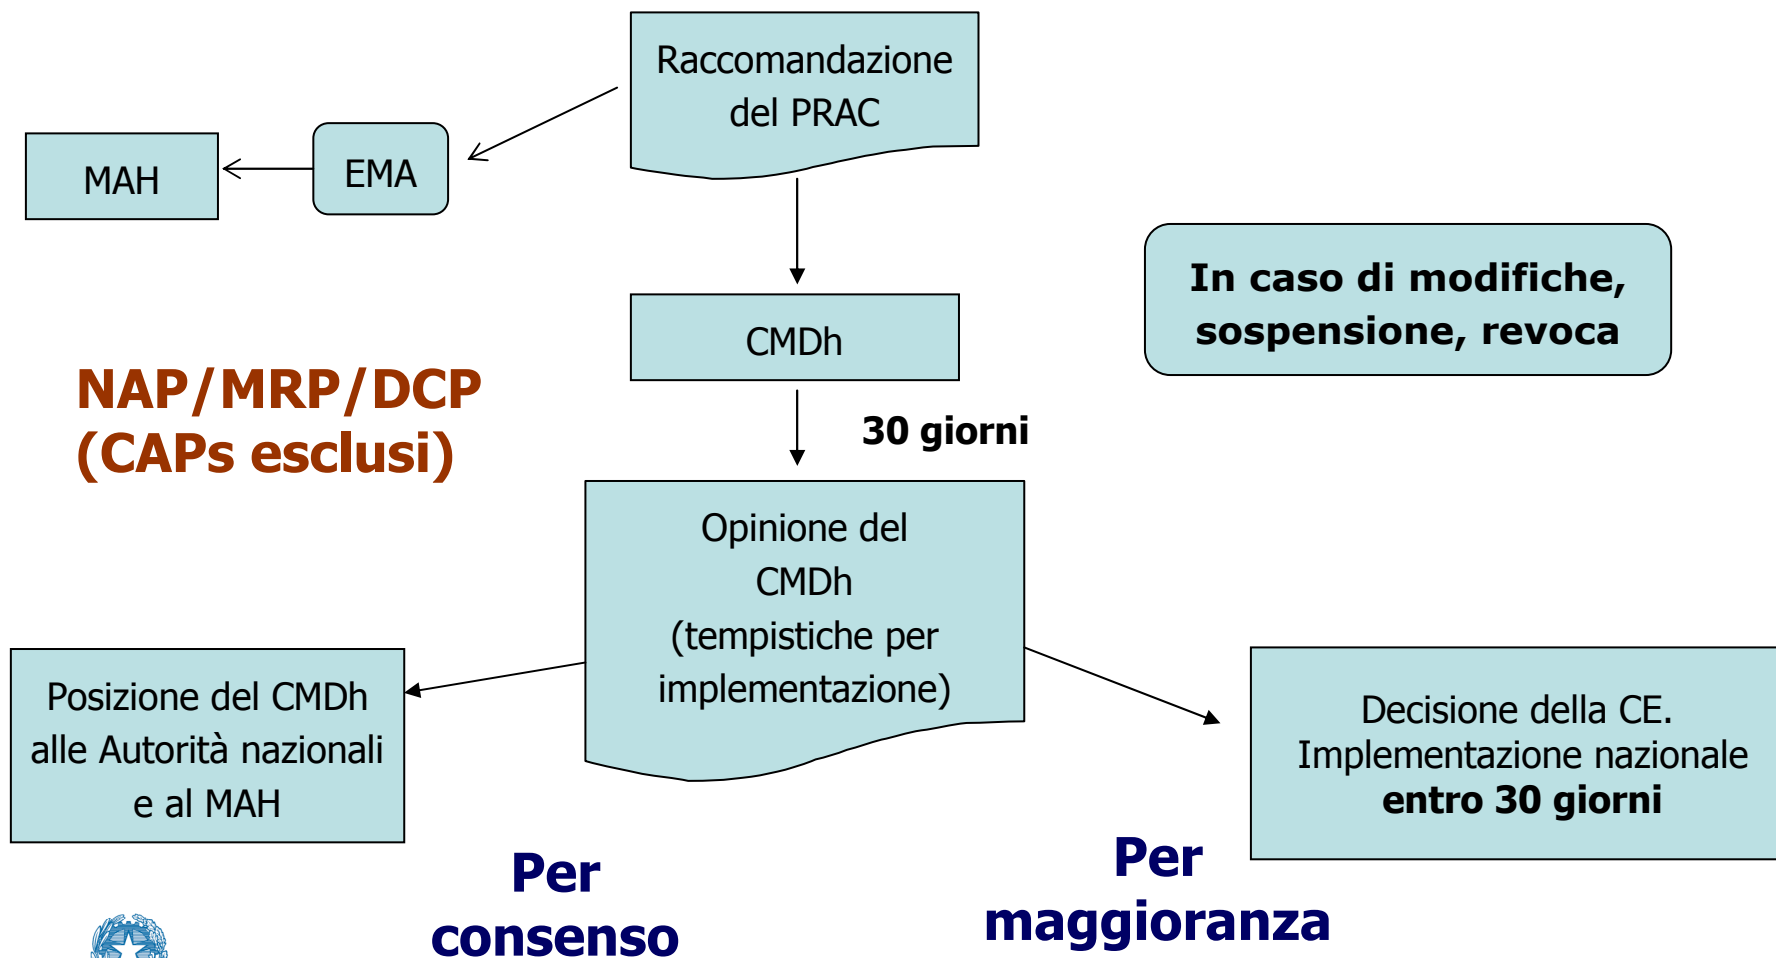 Raccomandazione
del PRAC
MAH
EMA
In caso di modifiche,
sospensione, revoca
CMDh
NAP/MRP/DCP
(CAPs esclusi)
30 giorni
Opinione del
CMDh
(tempistiche per
implementazione)
Posizione del CMDh
alle Autorità nazionali
e al MAH
Decisione della CE.
Implementazione nazionale
entro 30 giorni
Per
consenso
Per
maggioranza